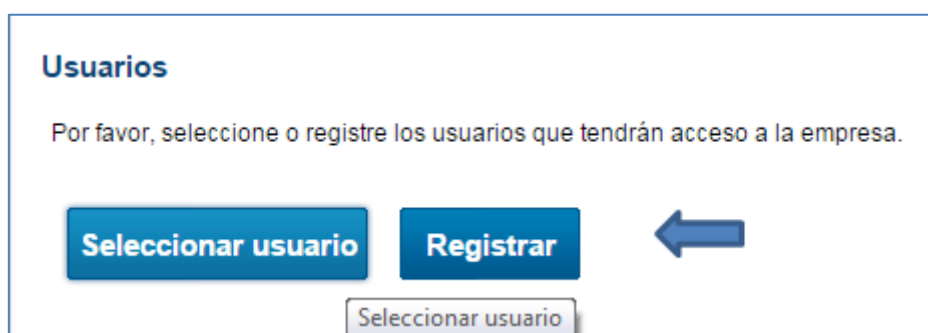 Usuarios
Por favor, seleccione o registre los usuarios que tendrán acceso a la empresa.
Seleccionar usuario Registrar
Seleccionar usuario